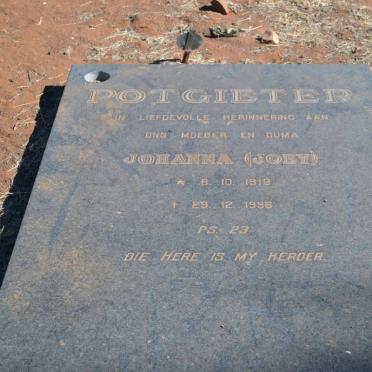 POTGIETER
IN LIEFDEVOLLE HERINNERING AAN
ONS MOEDER EN OUMA
JOHANNA (JOEY)
* 8.10.1919
† 29.12.1996
PS. 23.
DIE HERE IS MY HERDER.